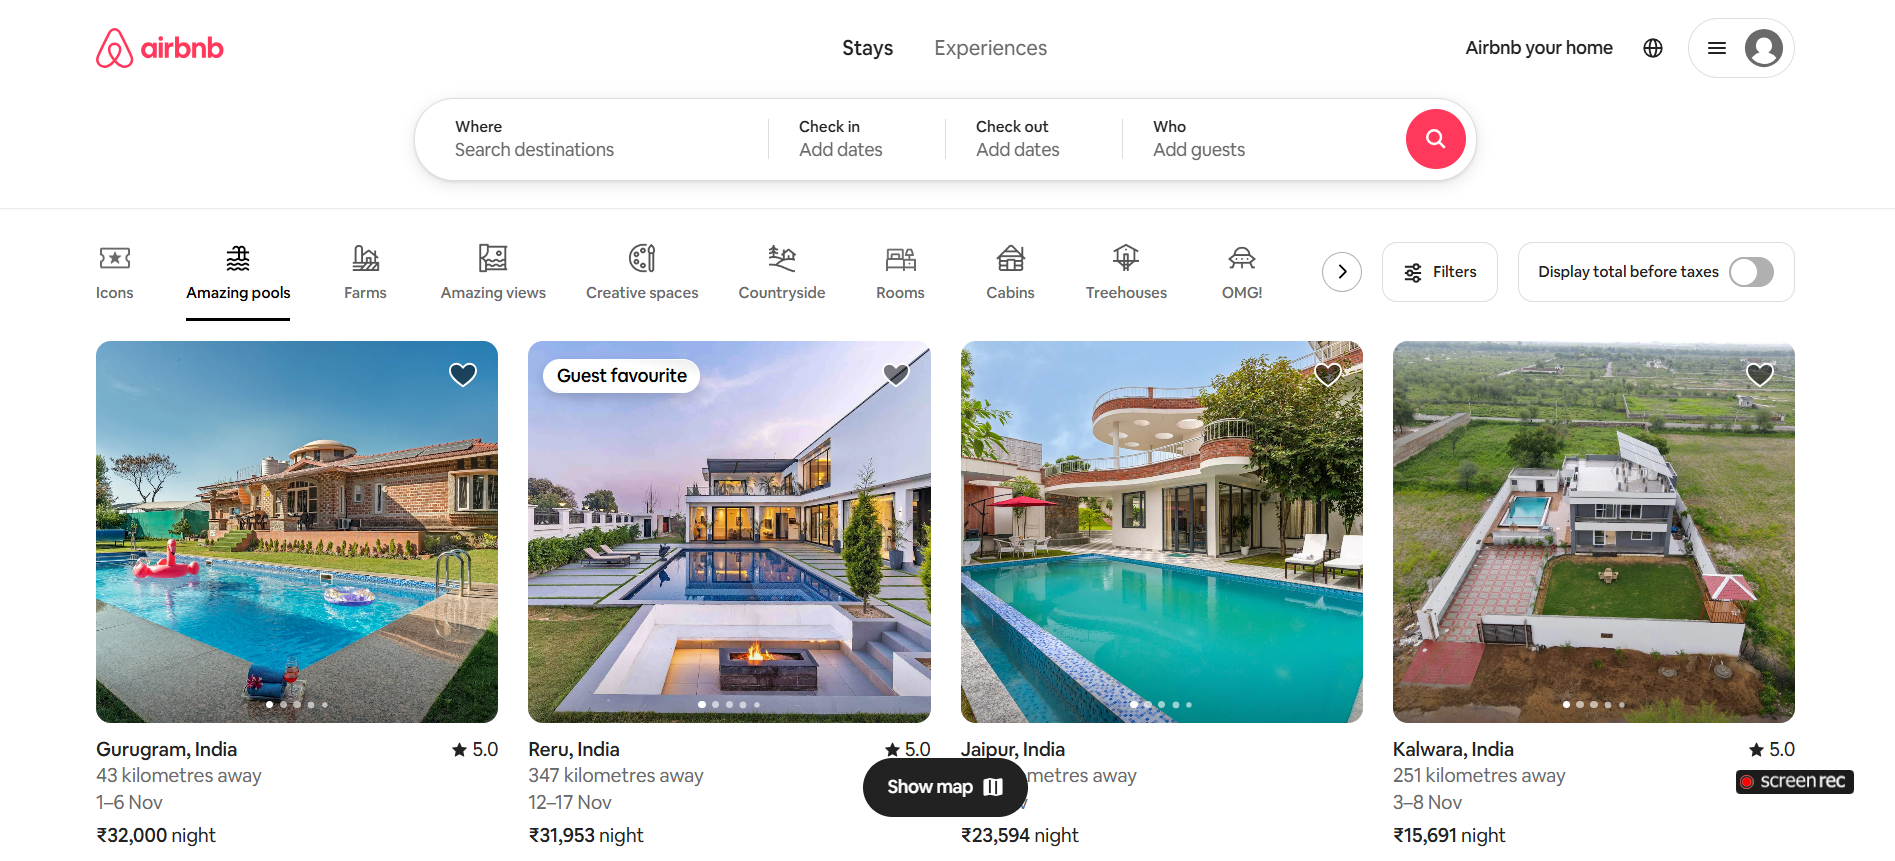 airbnb
Stays
Experiences
Airbnb your home
Where
Search destinations
Check in
Add dates
Check out
Add dates
Who
Add guests
Icons
Amazing pools
Farms
Amazing views
Creative spaces
Countryside
Rooms
Cabins
Treehouses
OMG!
Filters
Display total before taxes
Guest favourite
Gurugram, India
5.0
43 kilometres away
1–6 Nov
₹32,000 night
Reru, India
5.0
347 kilometres away
12–17 Nov
₹31,953 night
Jaipur, India
away
₹23,594 night
Kalwara, India
5.0
251 kilometres away
3–8 Nov
₹15,691 night
Show map
screenrec